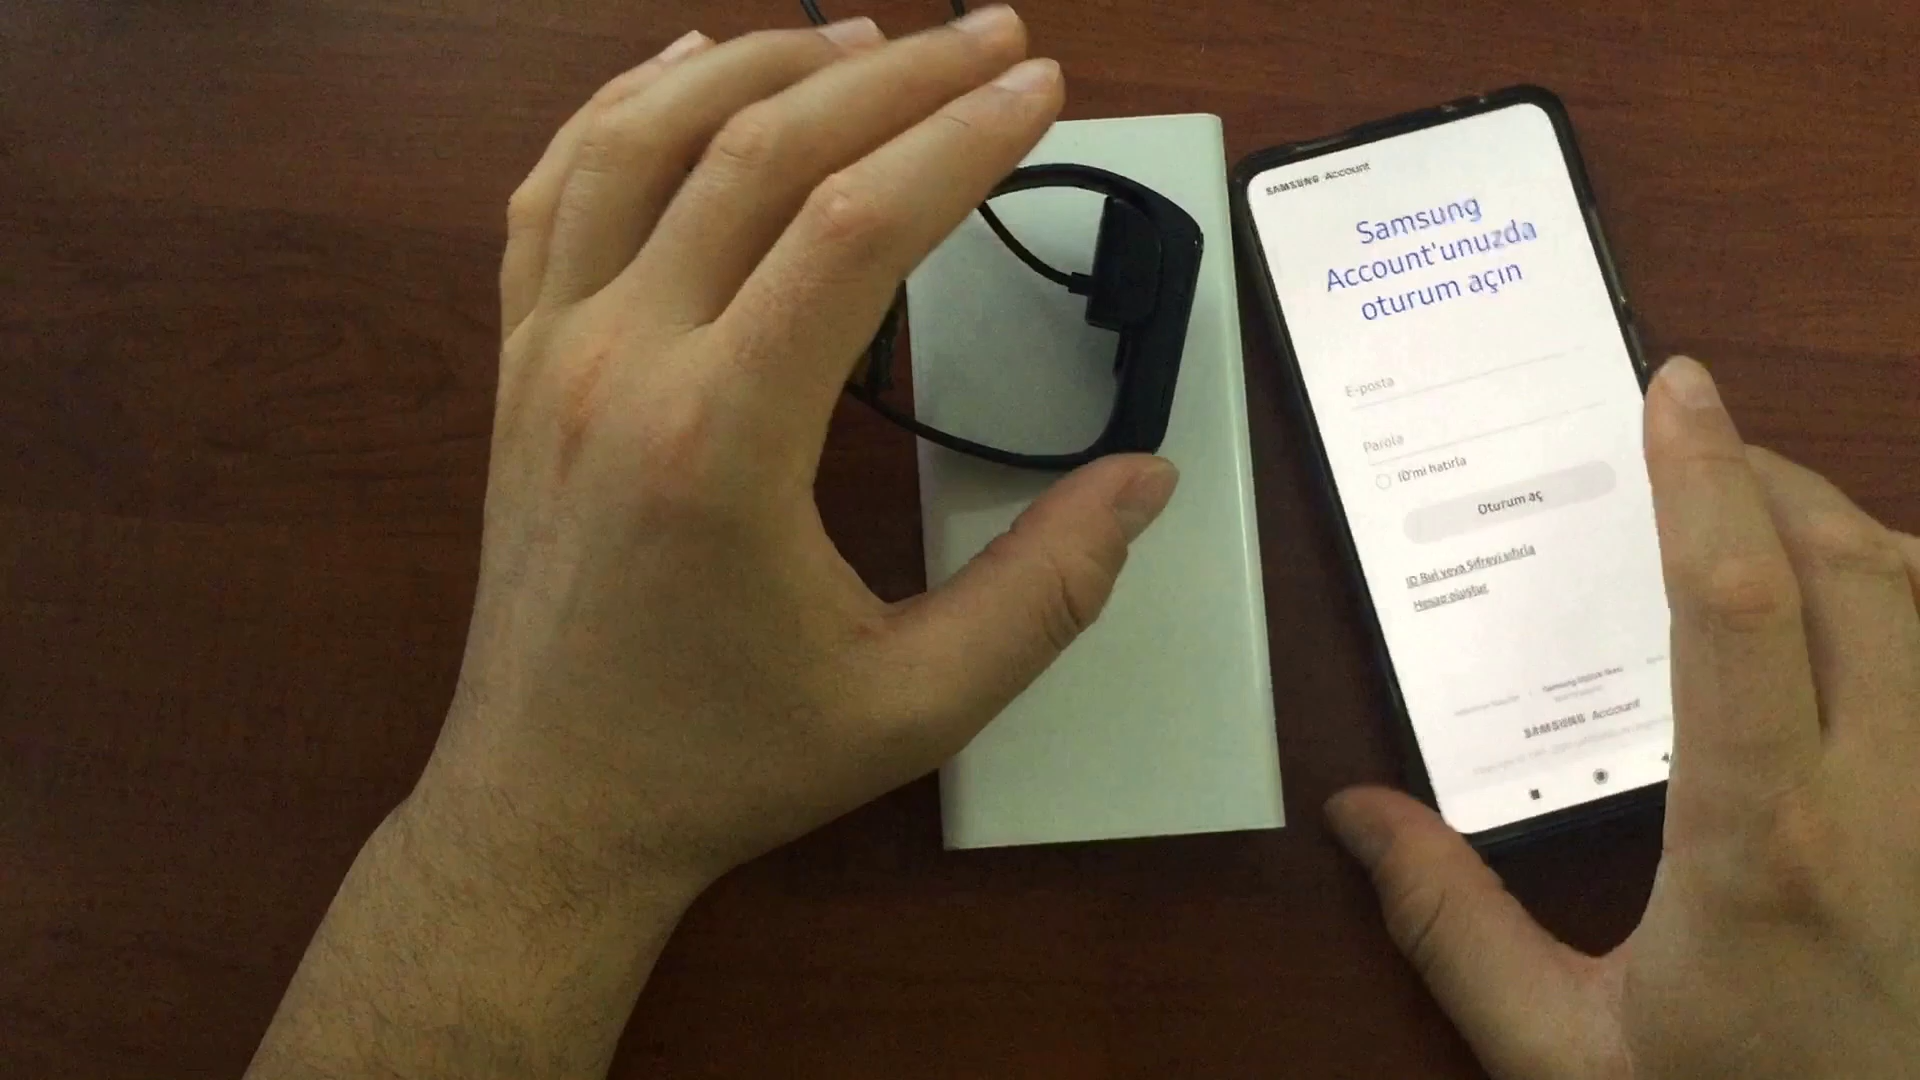 SAMSUNG Account
Samsung
Account'unuzda
oturum açın
E-posta
Parola
ID'mi hatırla
Oturum aç
ID Bul veya Şifreyi sıfırla
Hesap oluştur
SAMSUNG Account